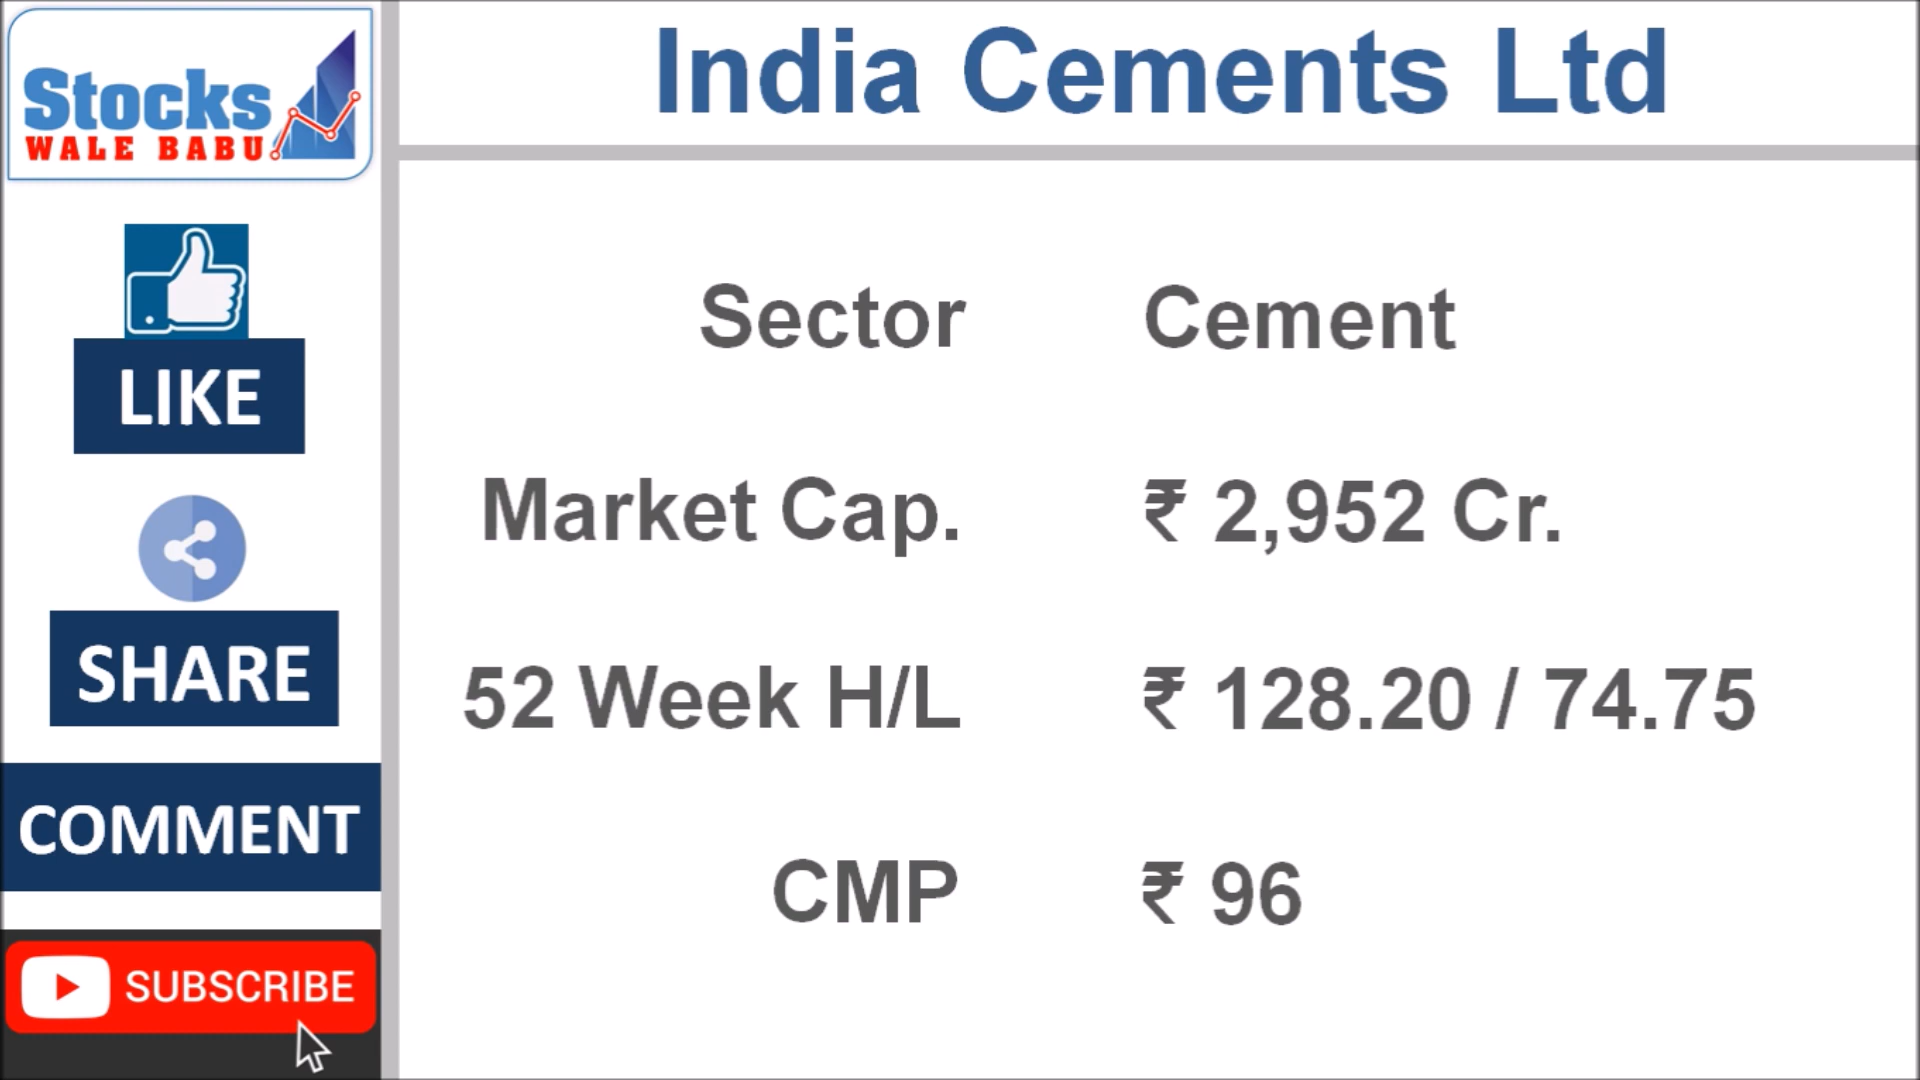 Stocks
WALE BABU
LIKE
SHARE
COMMENT
SUBSCRIBE
India Cements Ltd
Sector Cement
Market Cap. ₹ 2,952 Cr.
52 Week H/L ₹ 128.20 / 74.75
CMP ₹ 96